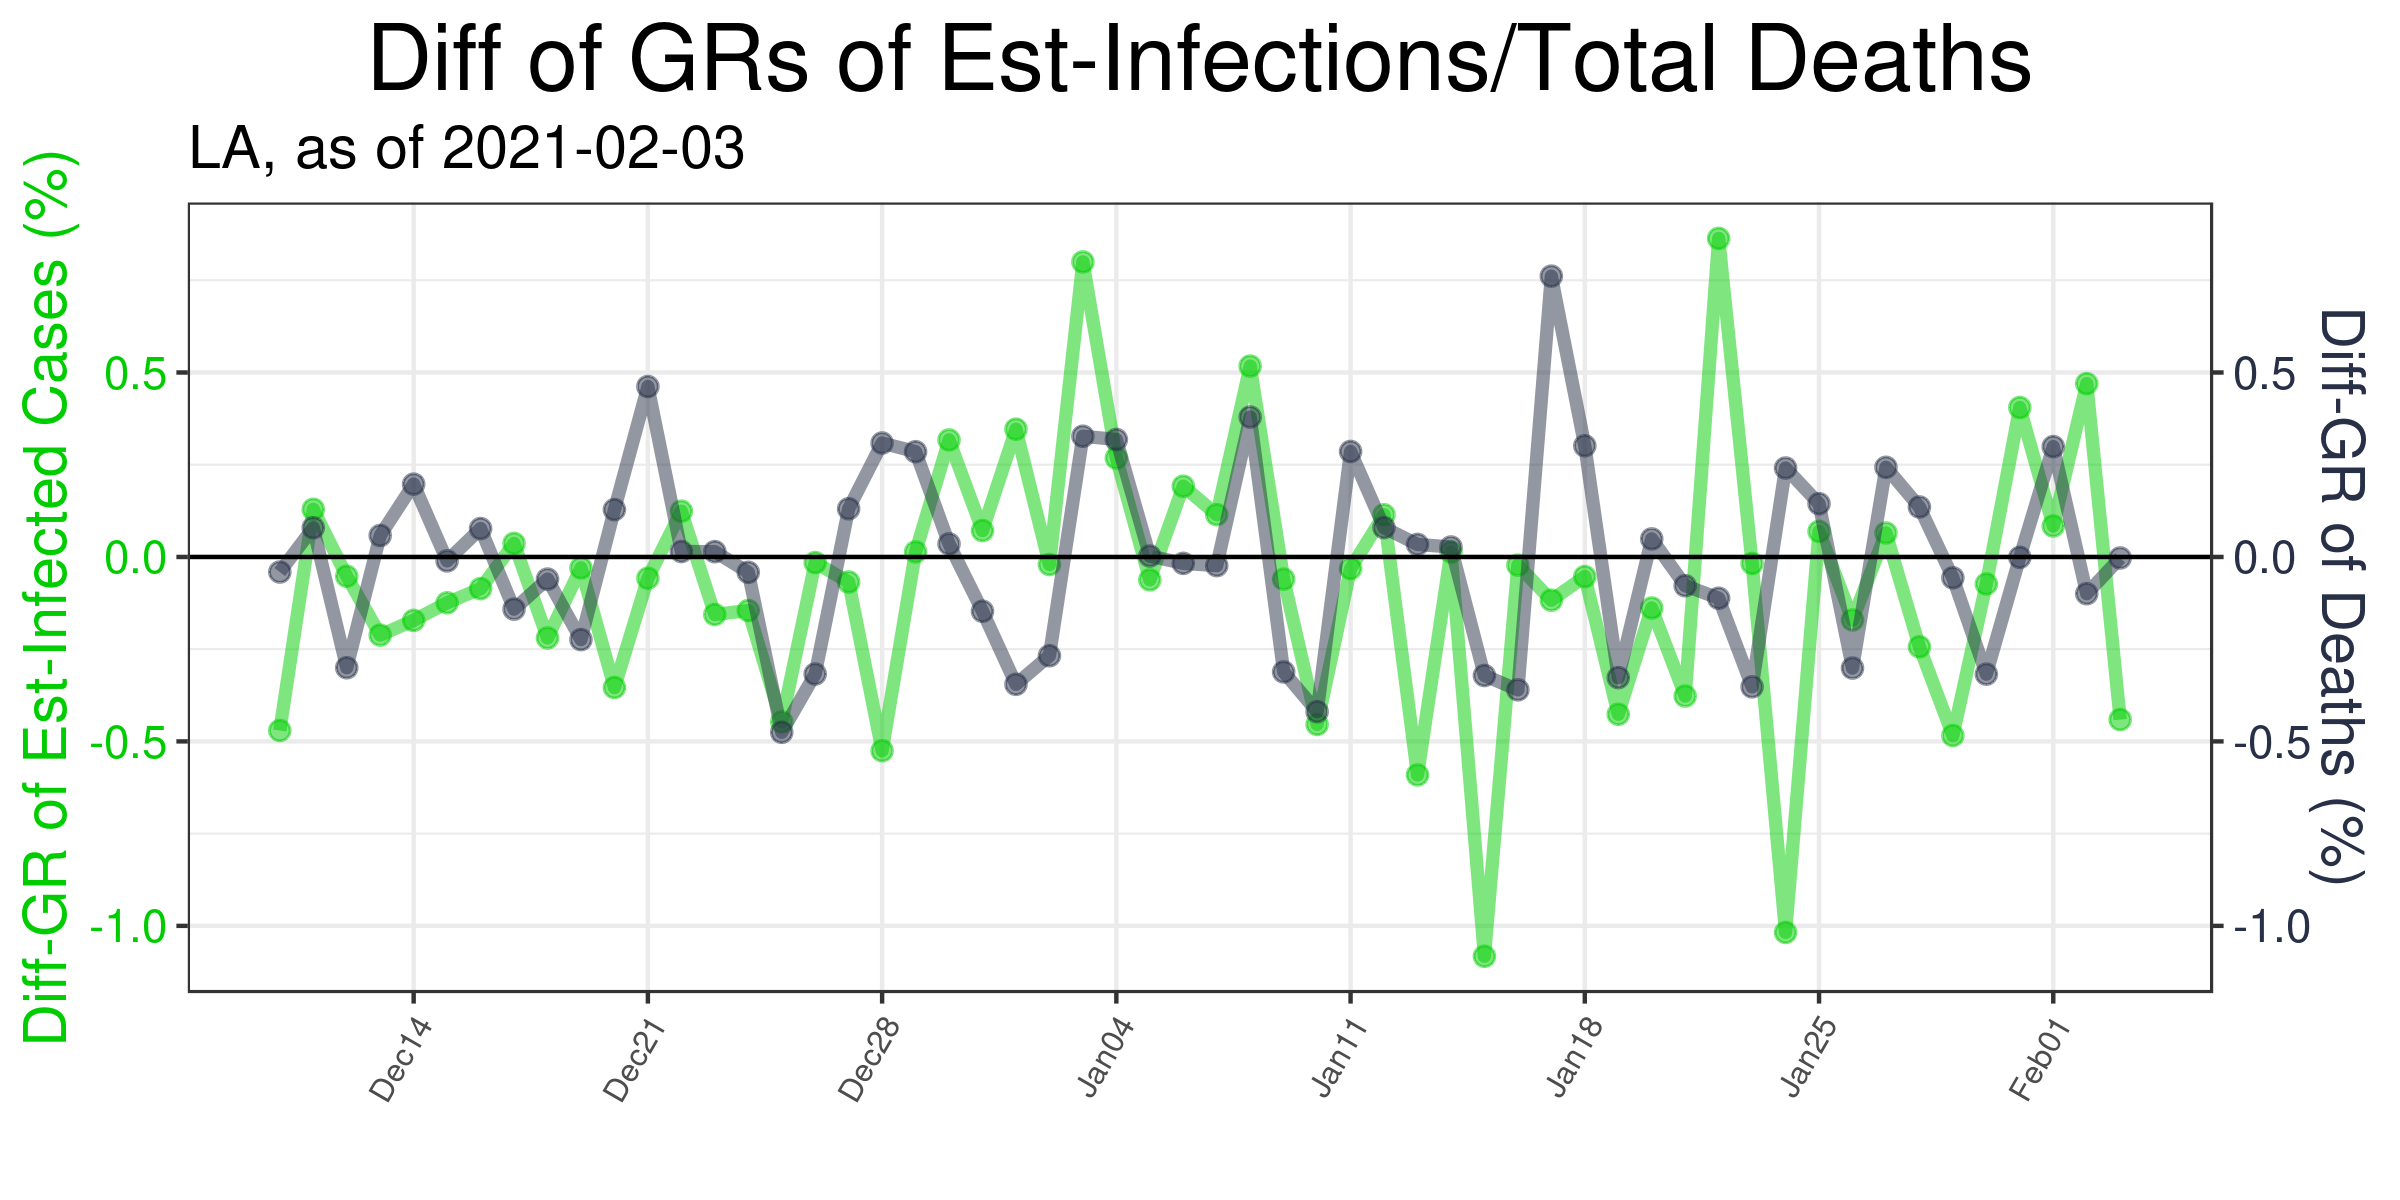 Diff of GRs of Est-Infections/Total Deaths
LA, as of 2021-02-03
Diff-GR of Est-Infected Cases (%)
0.5
0.0
-0.5
-1.0
0.5
0.0
-0.5
-1.0
Diff-GR of Deaths (%)
Dec14
Dec21
Dec28
Jan04
Jan11
Jan18
Jan25
Feb01